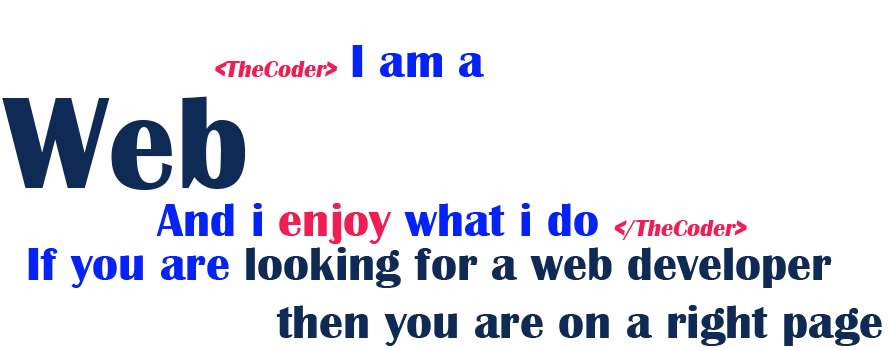 <TheCoder> I am a
Web
And i enjoy what i do </TheCoder>
If you are looking for a web developer
then you are on a right page